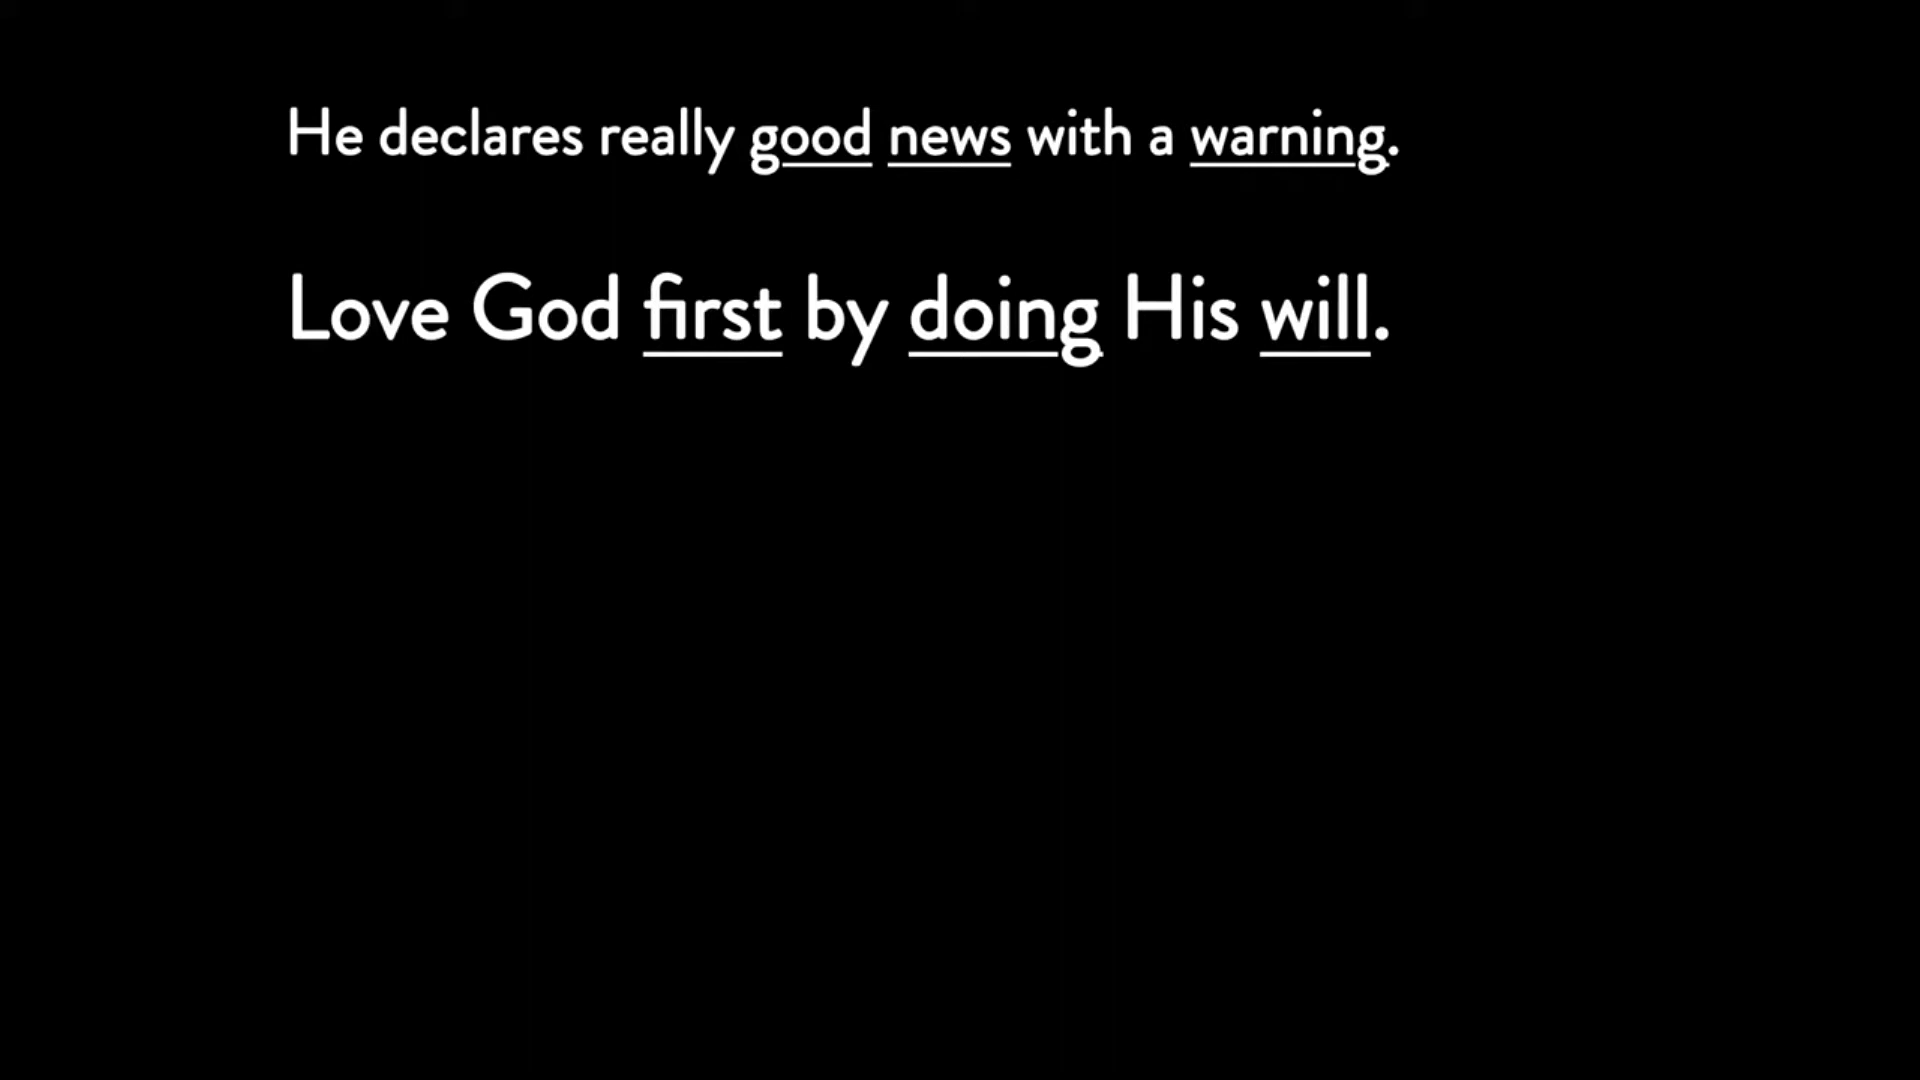 He declares really good news with a warning.
Love God first by doing His will.